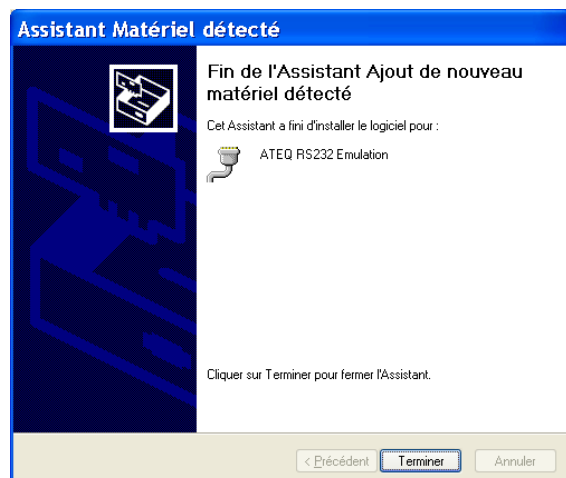 Assistant Matériel détecté
Fin de l'Assistant Ajout de nouveau
matériel détecté
Cet Assistant a fini d'installer le logiciel pour :
ATEQ RS232 Emulation
Cliquer sur Terminer pour fermer l'Assistant.
< Précédent
Terminer
Annuler